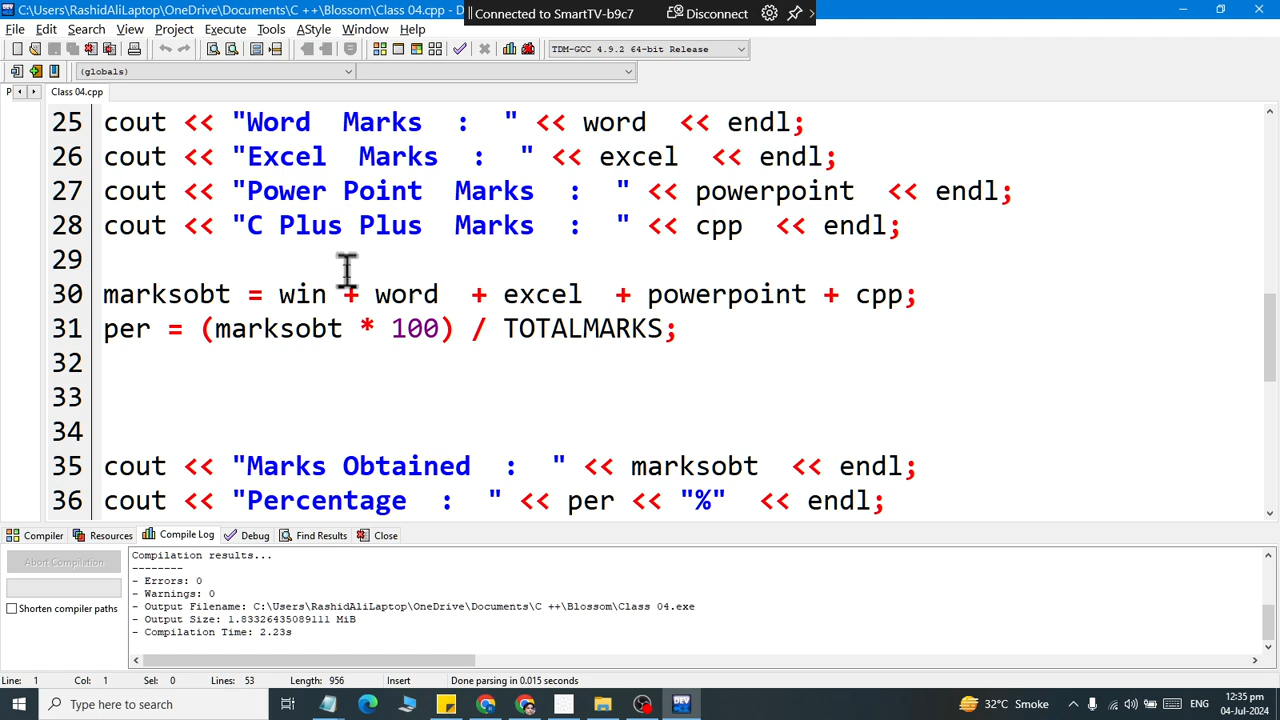 C:\Users\RashidAliLaptop\OneDrive\Documents\C ++\Blossom\Class 04.cpp - D
Connected to SmartTV-b9c7 Disconnect
File Edit Search View Project Execute Tools AStyle Window Help
TDM-GCC 4.9.2 64-bit Release
(globals)
P Class 04.cpp
25 cout << "Word  Marks  :  " << word  << endl;
26 cout << "Excel  Marks  :  " << excel  << endl;
27 cout << "Power Point  Marks  :  " << powerpoint  << endl;
28 cout << "C Plus Plus  Marks  :  " << cpp  << endl;
29
30 marksobt = win + word  + excel  + powerpoint + cpp;
31 per = (marksobt * 100) / TOTALMARKS;
32
33
34
35 cout << "Marks Obtained  :  " << marksobt  << endl;
36 cout << "Percentage  :  " << per << "%"  << endl;
Compiler Resources Compile Log Debug Find Results Close
Abort Compilation
Shorten compiler paths
Compilation results...
--------
- Errors: 0
- Warnings: 0
- Output Filename: C:\Users\RashidAliLaptop\OneDrive\Documents\C ++\Blossom\Class 04.exe
- Output Size: 1.83326435089111 MiB
- Compilation Time: 2.23s
Line: 1 Col: 1 Sel: 0 Lines: 53 Length: 956 Insert Done parsing in 0.015 seconds
Type here to search
32°C Smoke
ENG
12:35 pm
04-Jul-2024